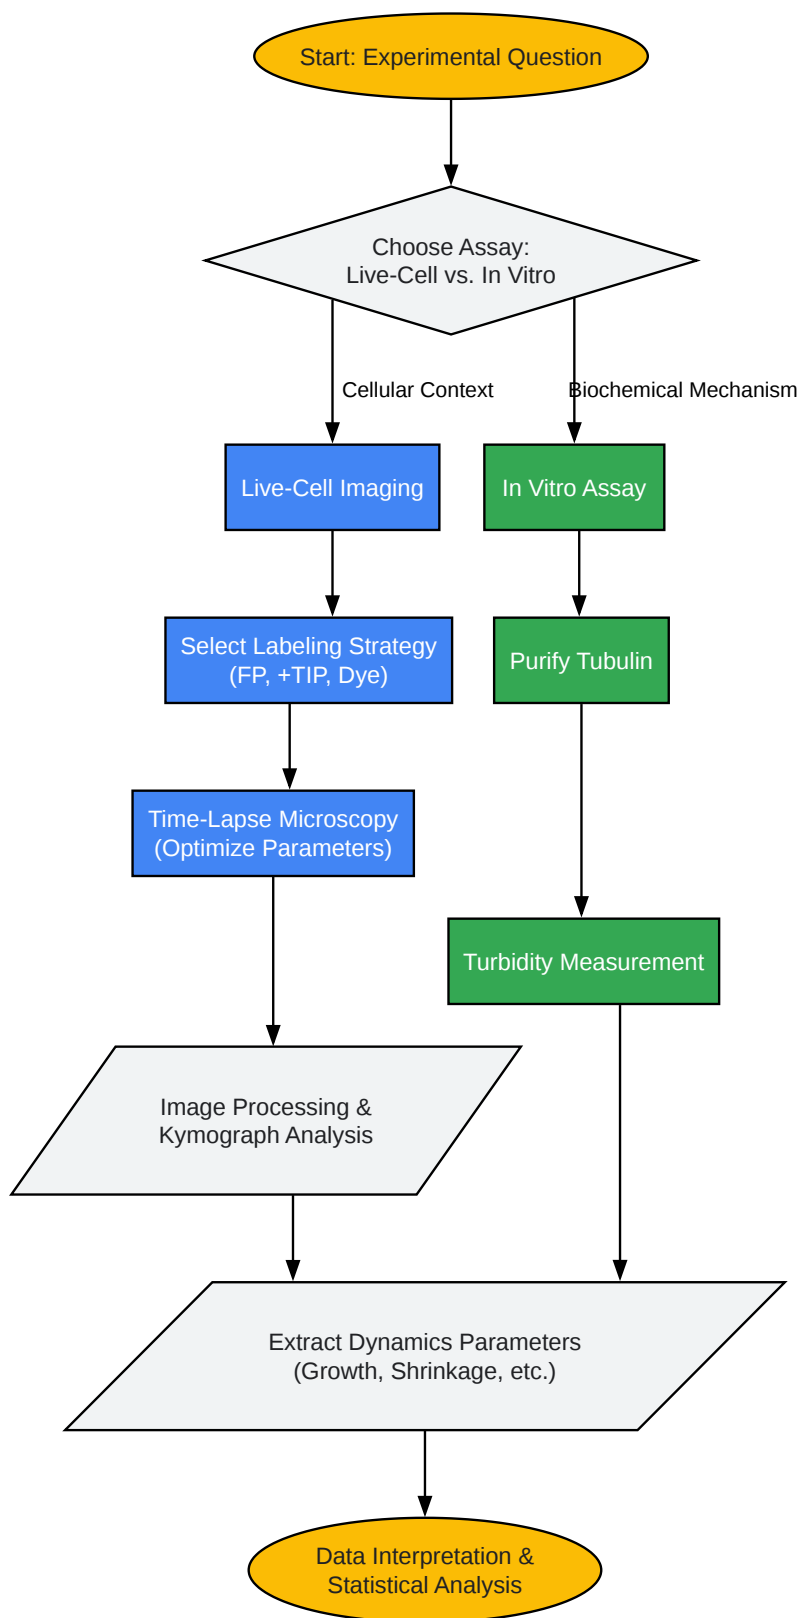 Start: Experimental Question
Choose Assay:
Live-Cell vs. In Vitro
Cellular Context
Biochemical Mechanism
Live-Cell Imaging
In Vitro Assay
Select Labeling Strategy
(FP, +TIP, Dye)
Purify Tubulin
Time-Lapse Microscopy
(Optimize Parameters)
Turbidity Measurement
Image Processing &
Kymograph Analysis
Extract Dynamics Parameters
(Growth, Shrinkage, etc.)
Data Interpretation &
Statistical Analysis